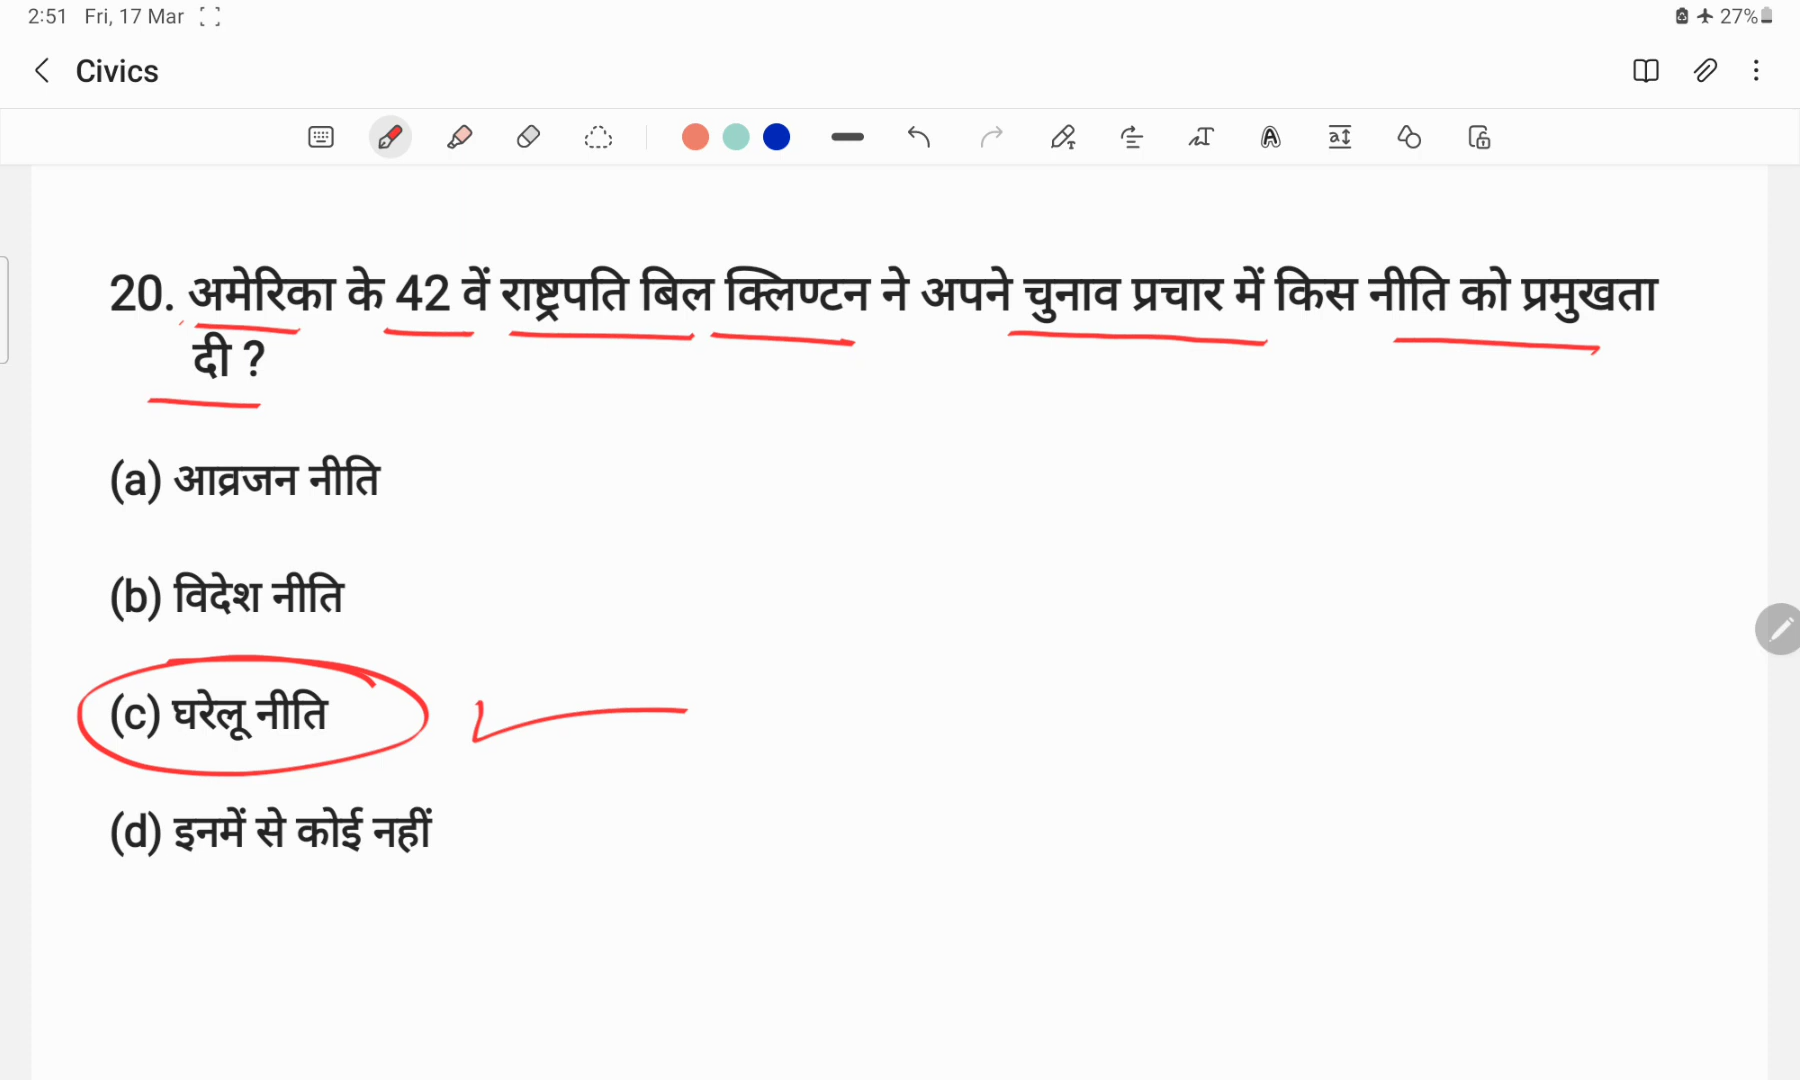 2:51 Fri, 17 Mar 27%
Civics
20. अमेरिका के 42 वें राष्ट्रपति बिल क्लिण्टन ने अपने चुनाव प्रचार में किस नीति को प्रमुखता
दी ?
(a) आव्रजन नीति
(b) विदेश नीति
(c) घरेलू नीति
(d) इनमें से कोई नहीं